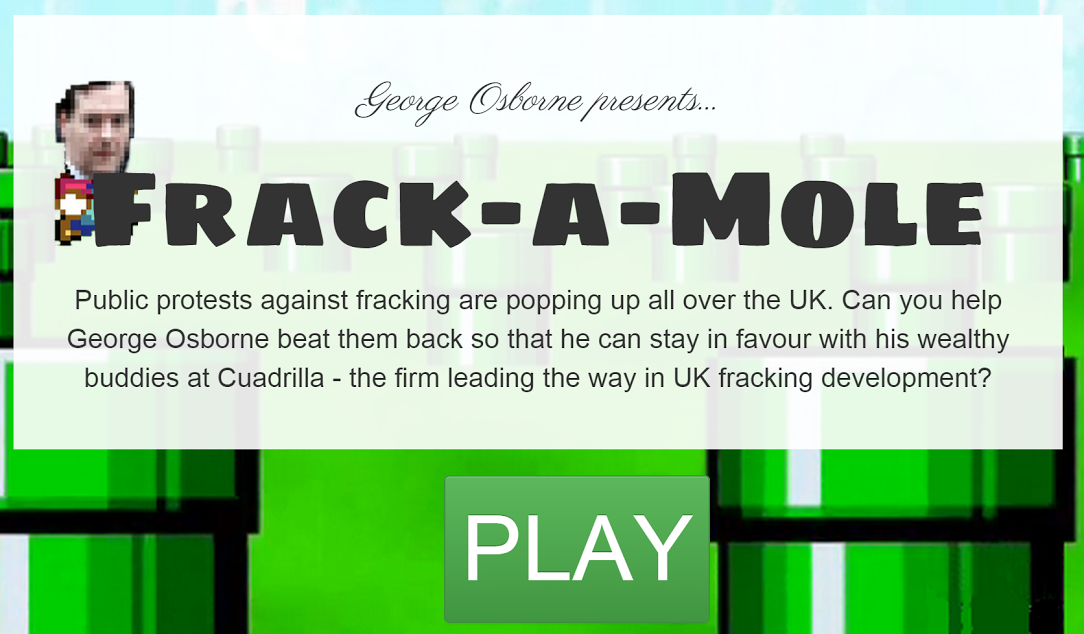 George Osborne presents...
Frack-a-Mole
Public protests against fracking are popping up all over the UK. Can you help
George Osborne beat them back so that he can stay in favour with his wealthy
buddies at Cuadrilla - the firm leading the way in UK fracking development?
PLAY